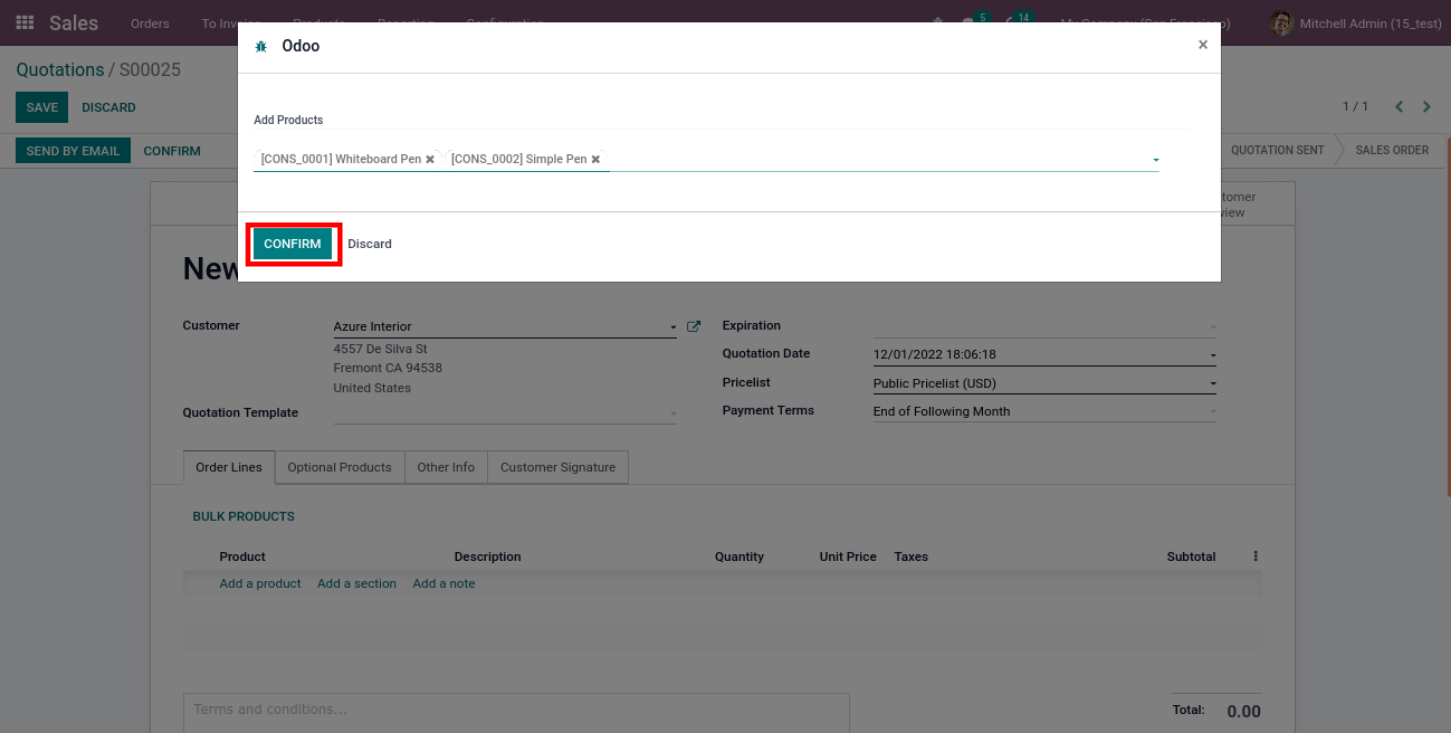 Sales Orders To Invoice Products Reporting Configuration 5 14 My Company (San Francisco) Mitchell Admin (15_test)
Odoo ×
Quotations / S00025
SAVE DISCARD
1 / 1
Add Products
SEND BY EMAIL CONFIRM
QUOTATION SENT SALES ORDER
[CONS_0001] Whiteboard Pen × [CONS_0002] Simple Pen ×
CONFIRM Discard
New
Customer Azure Interior
4557 De Silva St
Fremont CA 94538
United States
Quotation Template
Expiration
Quotation Date 12/01/2022 18:06:18
Pricelist Public Pricelist (USD)
Payment Terms End of Following Month
Order Lines Optional Products Other Info Customer Signature
BULK PRODUCTS
Product Description Quantity Unit Price Taxes Subtotal
Add a product Add a section Add a note
Terms and conditions...
Total: 0.00